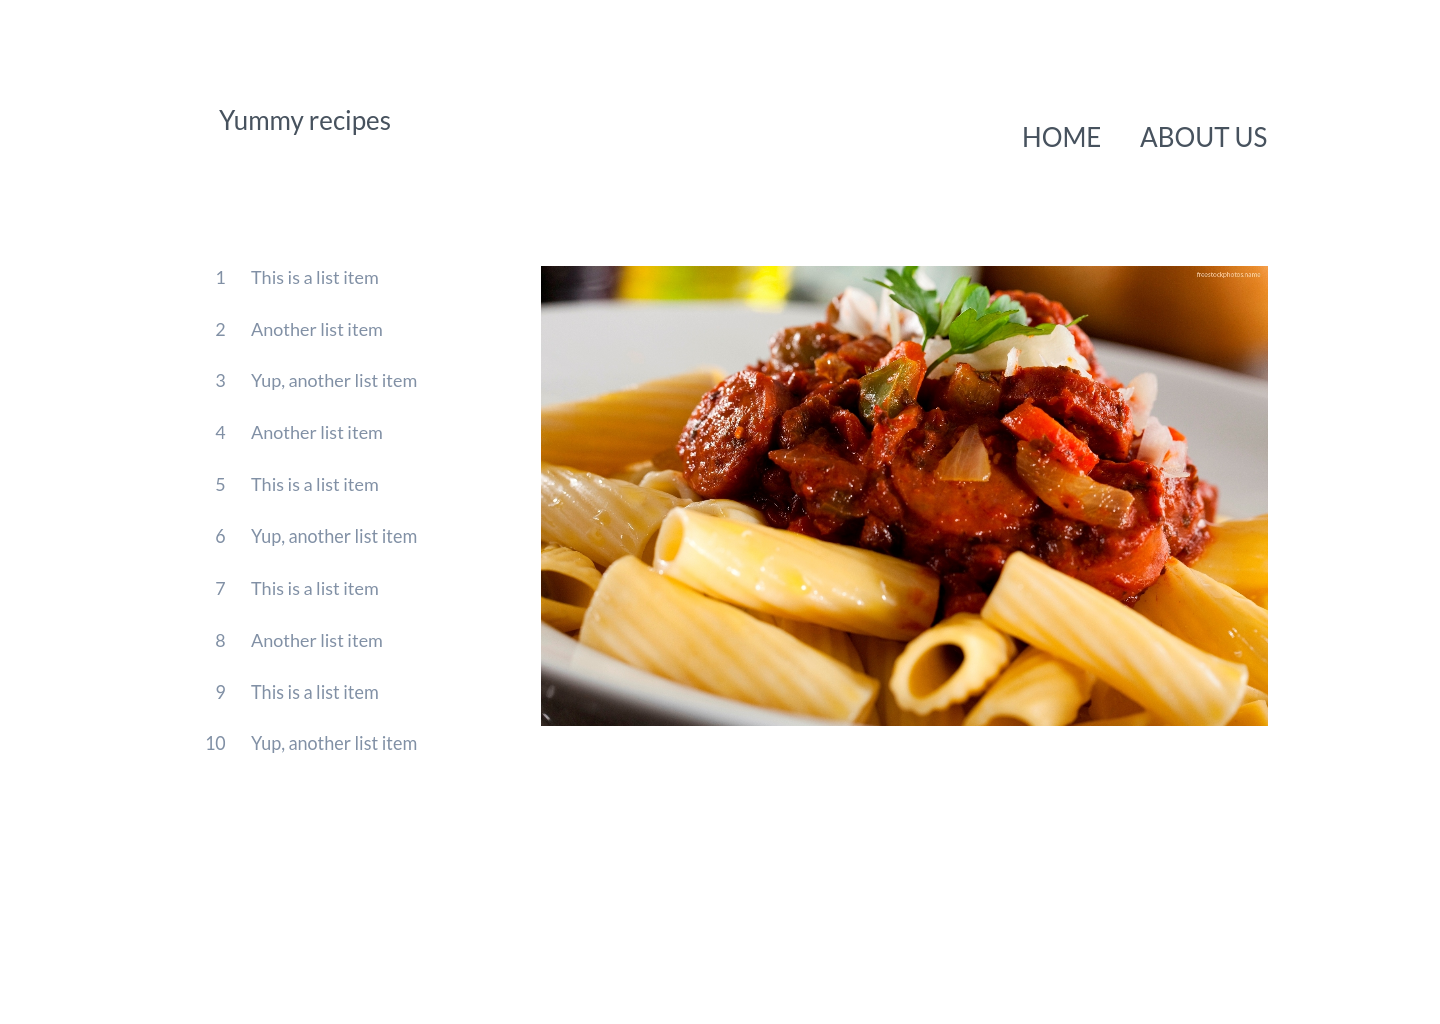 Yummy recipes
HOME ABOUT US
1 This is a list item
2 Another list item
3 Yup, another list item
4 Another list item
5 This is a list item
6 Yup, another list item
7 This is a list item
8 Another list item
9 This is a list item
10 Yup, another list item
freestockphotos.name